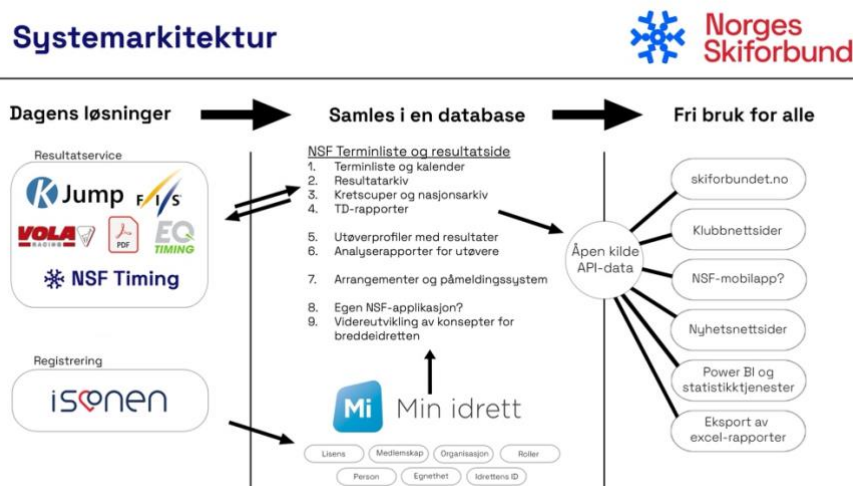 Systemarkitektur
Norges
Skiforbund
Dagens løsninger
Samles i en database
Fri bruk for alle
Resultatservice
K Jump
FIS
VOLA
RACING
PDF
EQ
TIMING
NSF Timing
Registrering
isonen
NSF Terminliste og resultatside
1. Terminliste og kalender
2. Resultatarkiv
3. Kretscuper og nasjonsarkiv
4. TD-rapporter
5. Utøverprofiler med resultater
6. Analyserapporter for utøvere
7. Arrangementer og påmeldingssystem
8. Egen NSF-applikasjon?
9. Videreutvikling av konsepter for
breddeidretten
Mi Min idrett
Lisens
Medlemskap
Organisasjon
Roller
Person
Egnethet
Idrettens ID
Åpen kilde
API-data
skiforbundet.no
Klubbnettsider
NSF-mobilapp?
Nyhetsnettsider
Power BI og
statistikktjenester
Eksport av
excel-rapporter